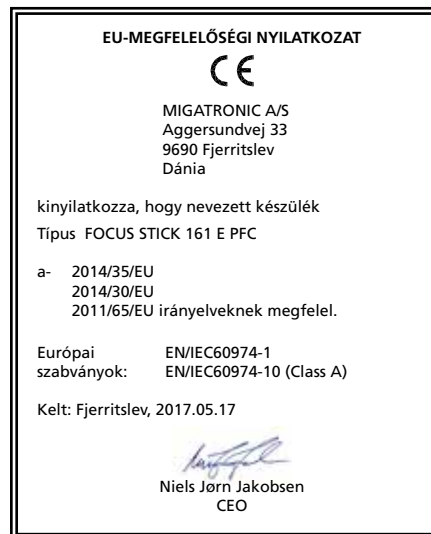 EU-MEGFELELŐSÉGI NYILATKOZAT
CE
MIGATRONIC A/S
Aggersundvej 33
9690 Fjerritslev
Dánia
kinyilatkozza, hogy nevezett készülék
Típus FOCUS STICK 161 E PFC
a- 2014/35/EU
2014/30/EU
2011/65/EU irányelveknek megfelel.
Európai EN/IEC60974-1
szabványok: EN/IEC60974-10 (Class A)
Kelt: Fjerritslev, 2017.05.17
Niels Jørn Jakobsen
CEO